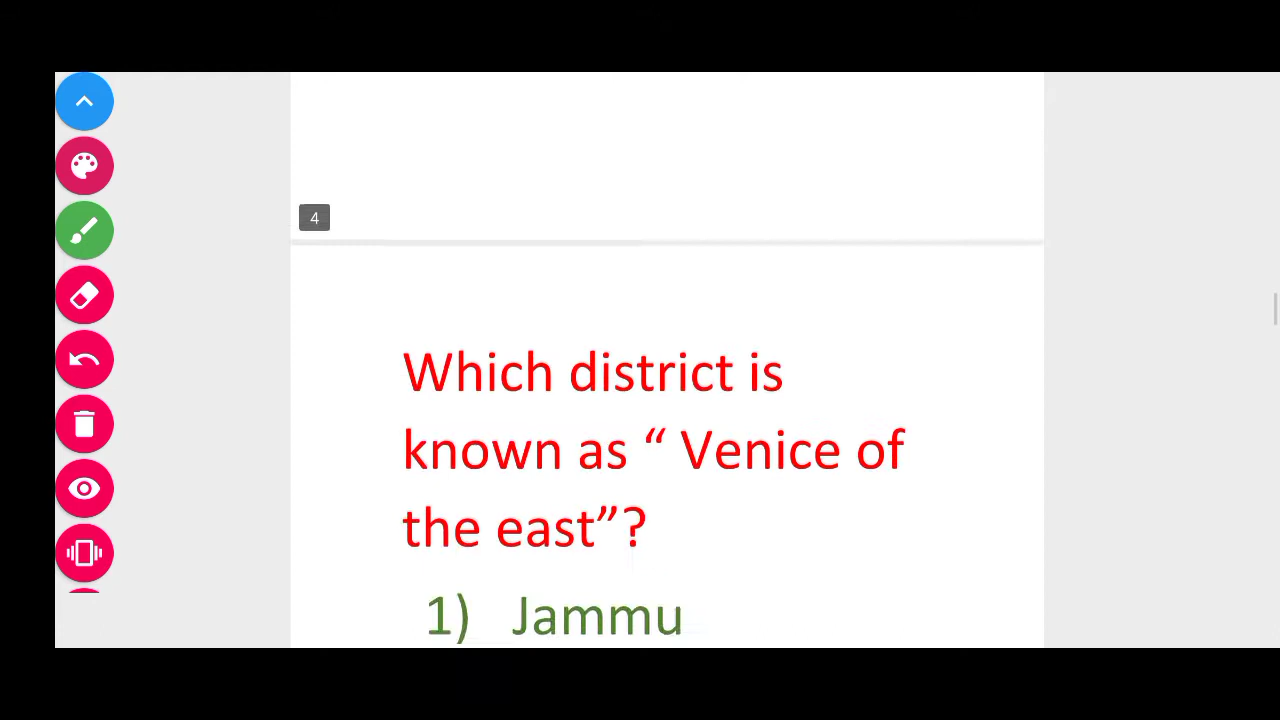 4
Which district is
known as “ Venice of
the east”?
1) Jammu